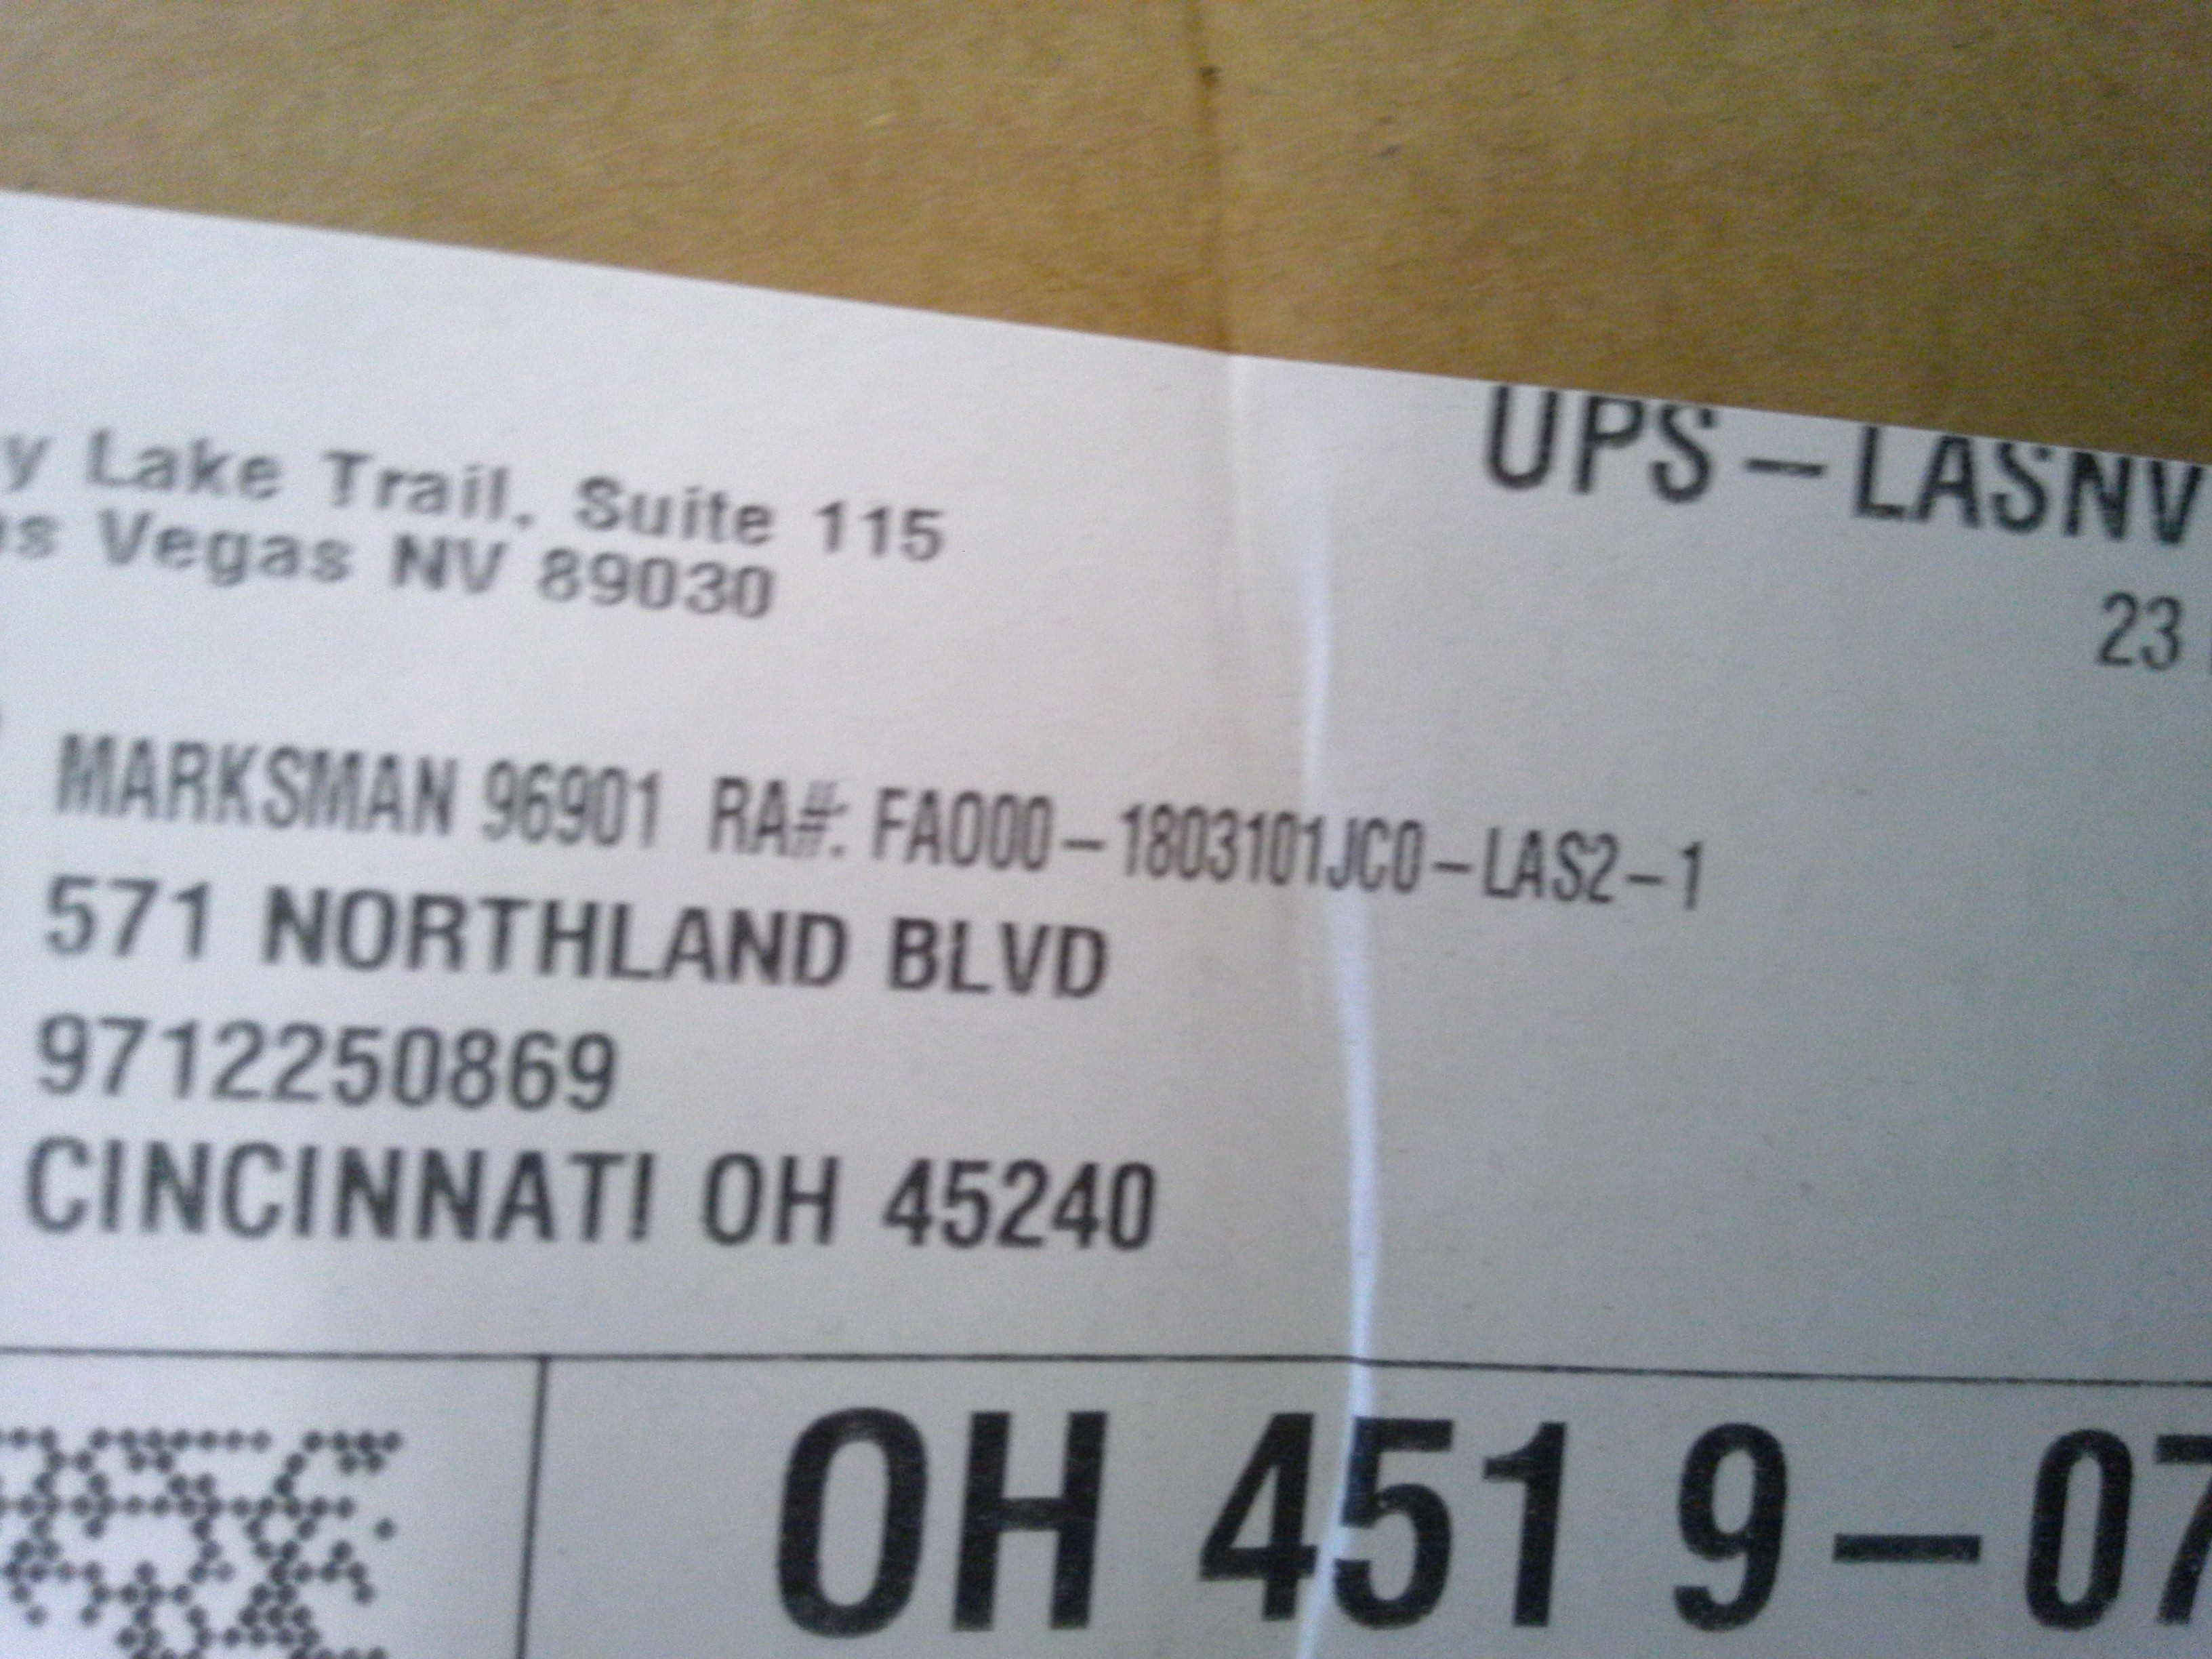 y Lake Trail, Suite 115
as Vegas NV 89030
UPS-LASNV
23
MARKSMAN 96901 RA#: FA000-1803101JC0-LAS2-1
571 NORTHLAND BLVD
9712250869
CINCINNATI OH 45240
OH 451 9-07